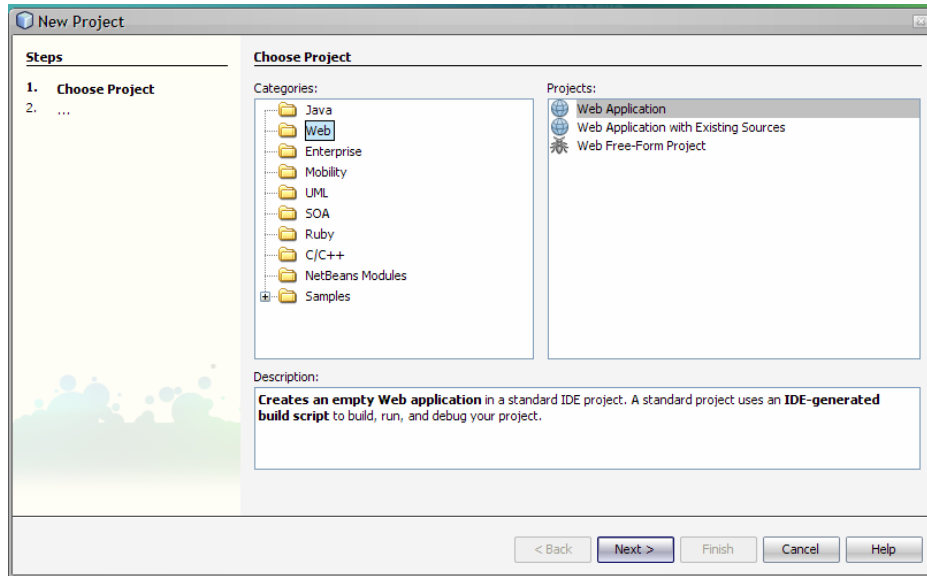 New Project
Steps
1. Choose Project
2. ...
Choose Project
Categories:
Java
Web
Enterprise
Mobility
UML
SOA
Ruby
C/C++
NetBeans Modules
Samples
Projects:
Web Application
Web Application with Existing Sources
Web Free-Form Project
Description:
Creates an empty Web application in a standard IDE project. A standard project uses an IDE-generated
build script to build, run, and debug your project.
< Back Next > Finish Cancel Help